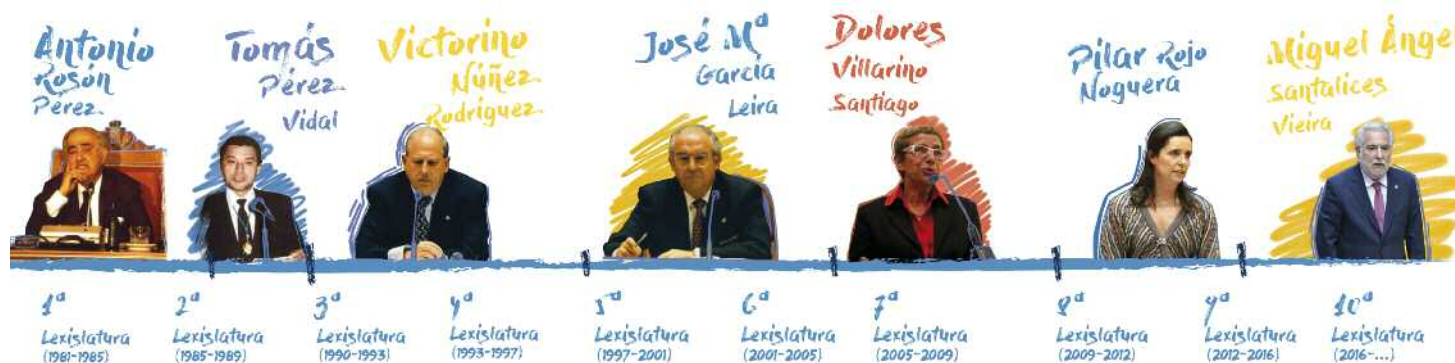 Antonio
Rosón
Pérez
Tomás
Pérez
Vidal
Victorino
Núñez
Rodríguez
José Mª
García
Leira
Dolores
Villarino
Santiago
Pilar Rojo
Noguera
Miguel Ánge
Santalices
Vieira
1ª
Lexislatura
(1981-1985)
2ª
Lexislatura
(1985-1989)
3ª
Lexislatura
(1990-1993)
4ª
Lexislatura
(1993-1997)
5ª
Lexislatura
(1997-2001)
6ª
Lexislatura
(2001-2005)
7ª
Lexislatura
(2005-2009)
8ª
Lexislatura
(2009-2012)
9ª
Lexislatura
(2012-2016)
10ª
Lexislatura
(2016-...)